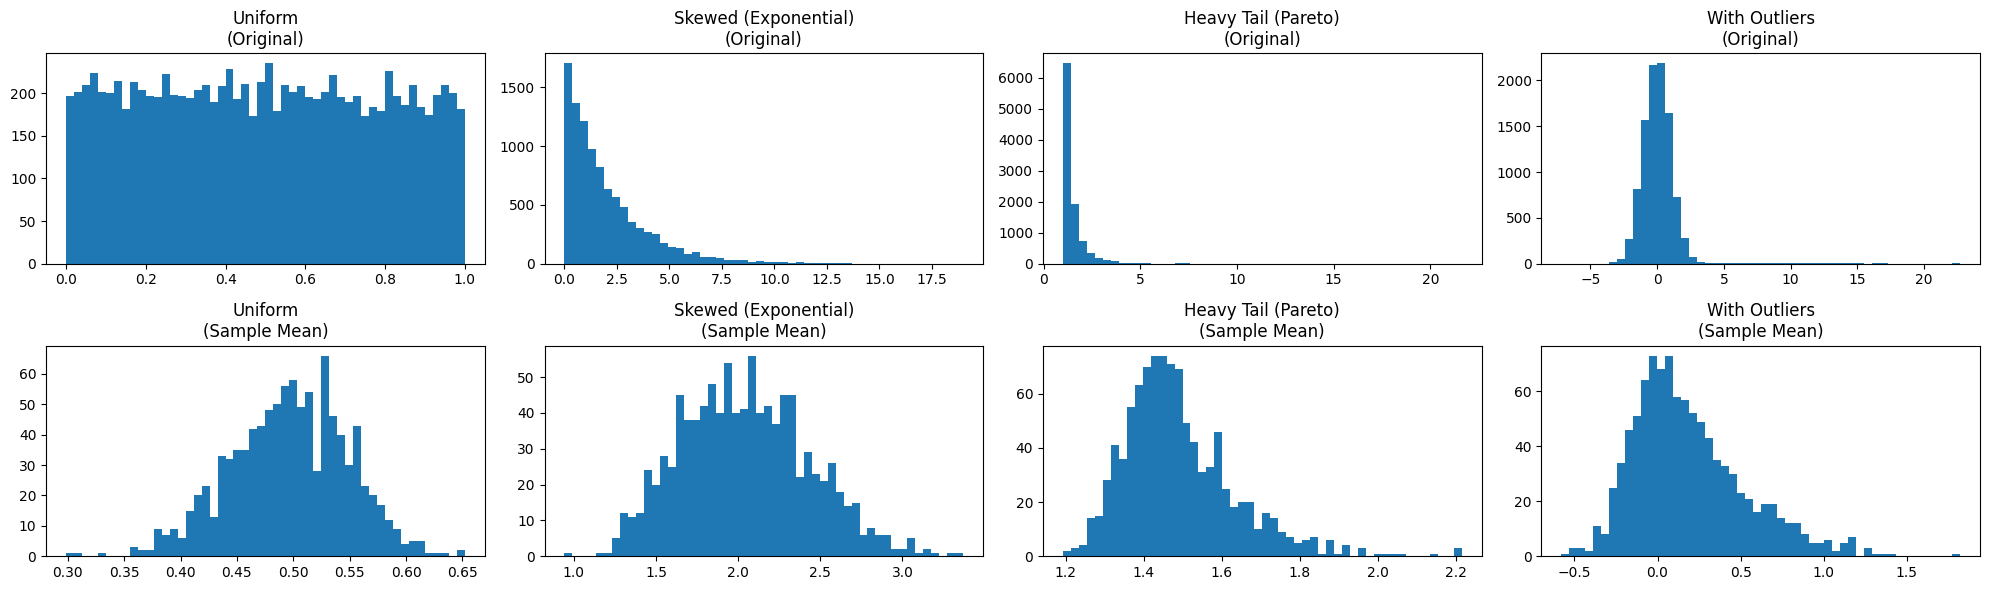 Uniform
(Original)
Skewed (Exponential)
(Original)
Heavy Tail (Pareto)
(Original)
With Outliers
(Original)
200
150
100
50
0
0.0 0.2 0.4 0.6 0.8 1.0
1500
1000
500
0
0.0 2.5 5.0 7.5 10.0 12.5 15.0 17.5
6000
5000
4000
3000
2000
1000
0
0 5 10 15 20
2000
1500
1000
500
0
−5 0 5 10 15 20
Uniform
(Sample Mean)
Skewed (Exponential)
(Sample Mean)
Heavy Tail (Pareto)
(Sample Mean)
With Outliers
(Sample Mean)
60
50
40
30
20
10
0
0.30 0.35 0.40 0.45 0.50 0.55 0.60 0.65
50
40
30
20
10
0
1.0 1.5 2.0 2.5 3.0
60
40
20
0
1.2 1.4 1.6 1.8 2.0 2.2
60
40
20
0
−0.5 0.0 0.5 1.0 1.5